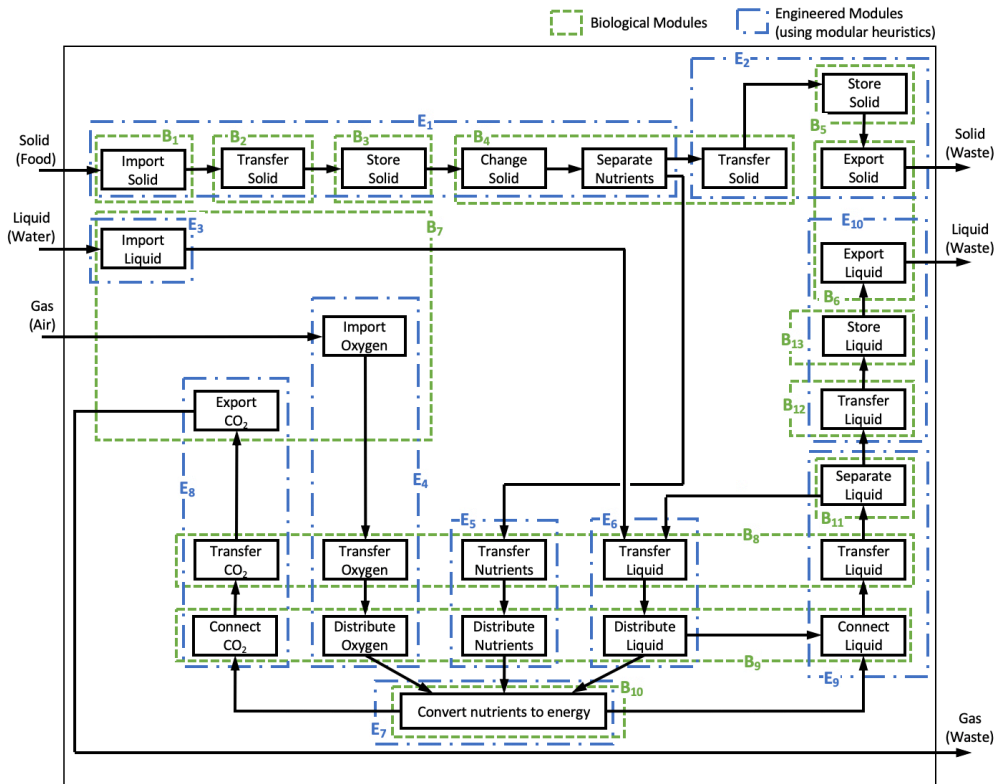 Biological Modules
Engineered Modules
(using modular heuristics)
E2
Store
Solid
B5
Solid
(Food)
E1
B1
B2
B3
B4
Import
Solid
Transfer
Solid
Store
Solid
Change
Solid
Separate
Nutrients
Transfer
Solid
Export
Solid
Solid
(Waste)
Liquid
(Water)
Import
Liquid
E3
B7
E10
Export
Liquid
B6
Liquid
(Waste)
Gas
(Air)
Import
Oxygen
Store
Liquid
B13
Export
CO2
Transfer
Liquid
B12
E8
E4
Separate
Liquid
B11
E5
E6
B8
Transfer
CO2
Transfer
Oxygen
Transfer
Nutrients
Transfer
Liquid
Transfer
Liquid
Connect
CO2
Distribute
Oxygen
Distribute
Nutrients
Distribute
Liquid
Connect
Liquid
B9
E9
B10
Convert nutrients to energy
E7
Gas
(Waste)